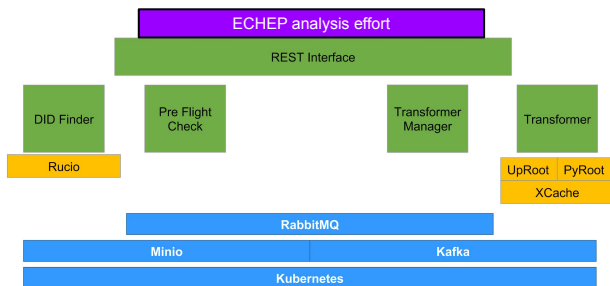 ECHEP analysis effort
REST Interface
DID Finder
Pre Flight
Check
Transformer
Manager
Transformer
Rucio
UpRoot
PyRoot
XCache
RabbitMQ
Minio
Kafka
Kubernetes